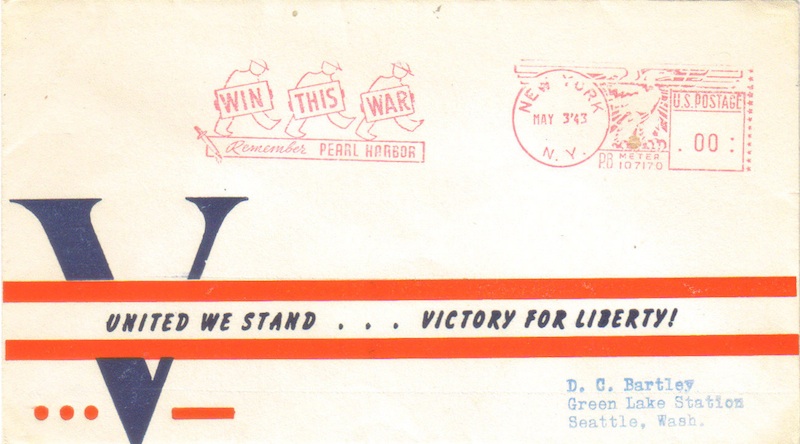 WIN THIS WAR
Remember PEARL HARBOR
NEW YORK
MAY 3 '43
N. Y.
U.S. POSTAGE
.00:
P.B. METER
107170
V
UNITED WE STAND . . . VICTORY FOR LIBERTY!
D. C. Bartley
Green Lake Station
Seattle, Wash.